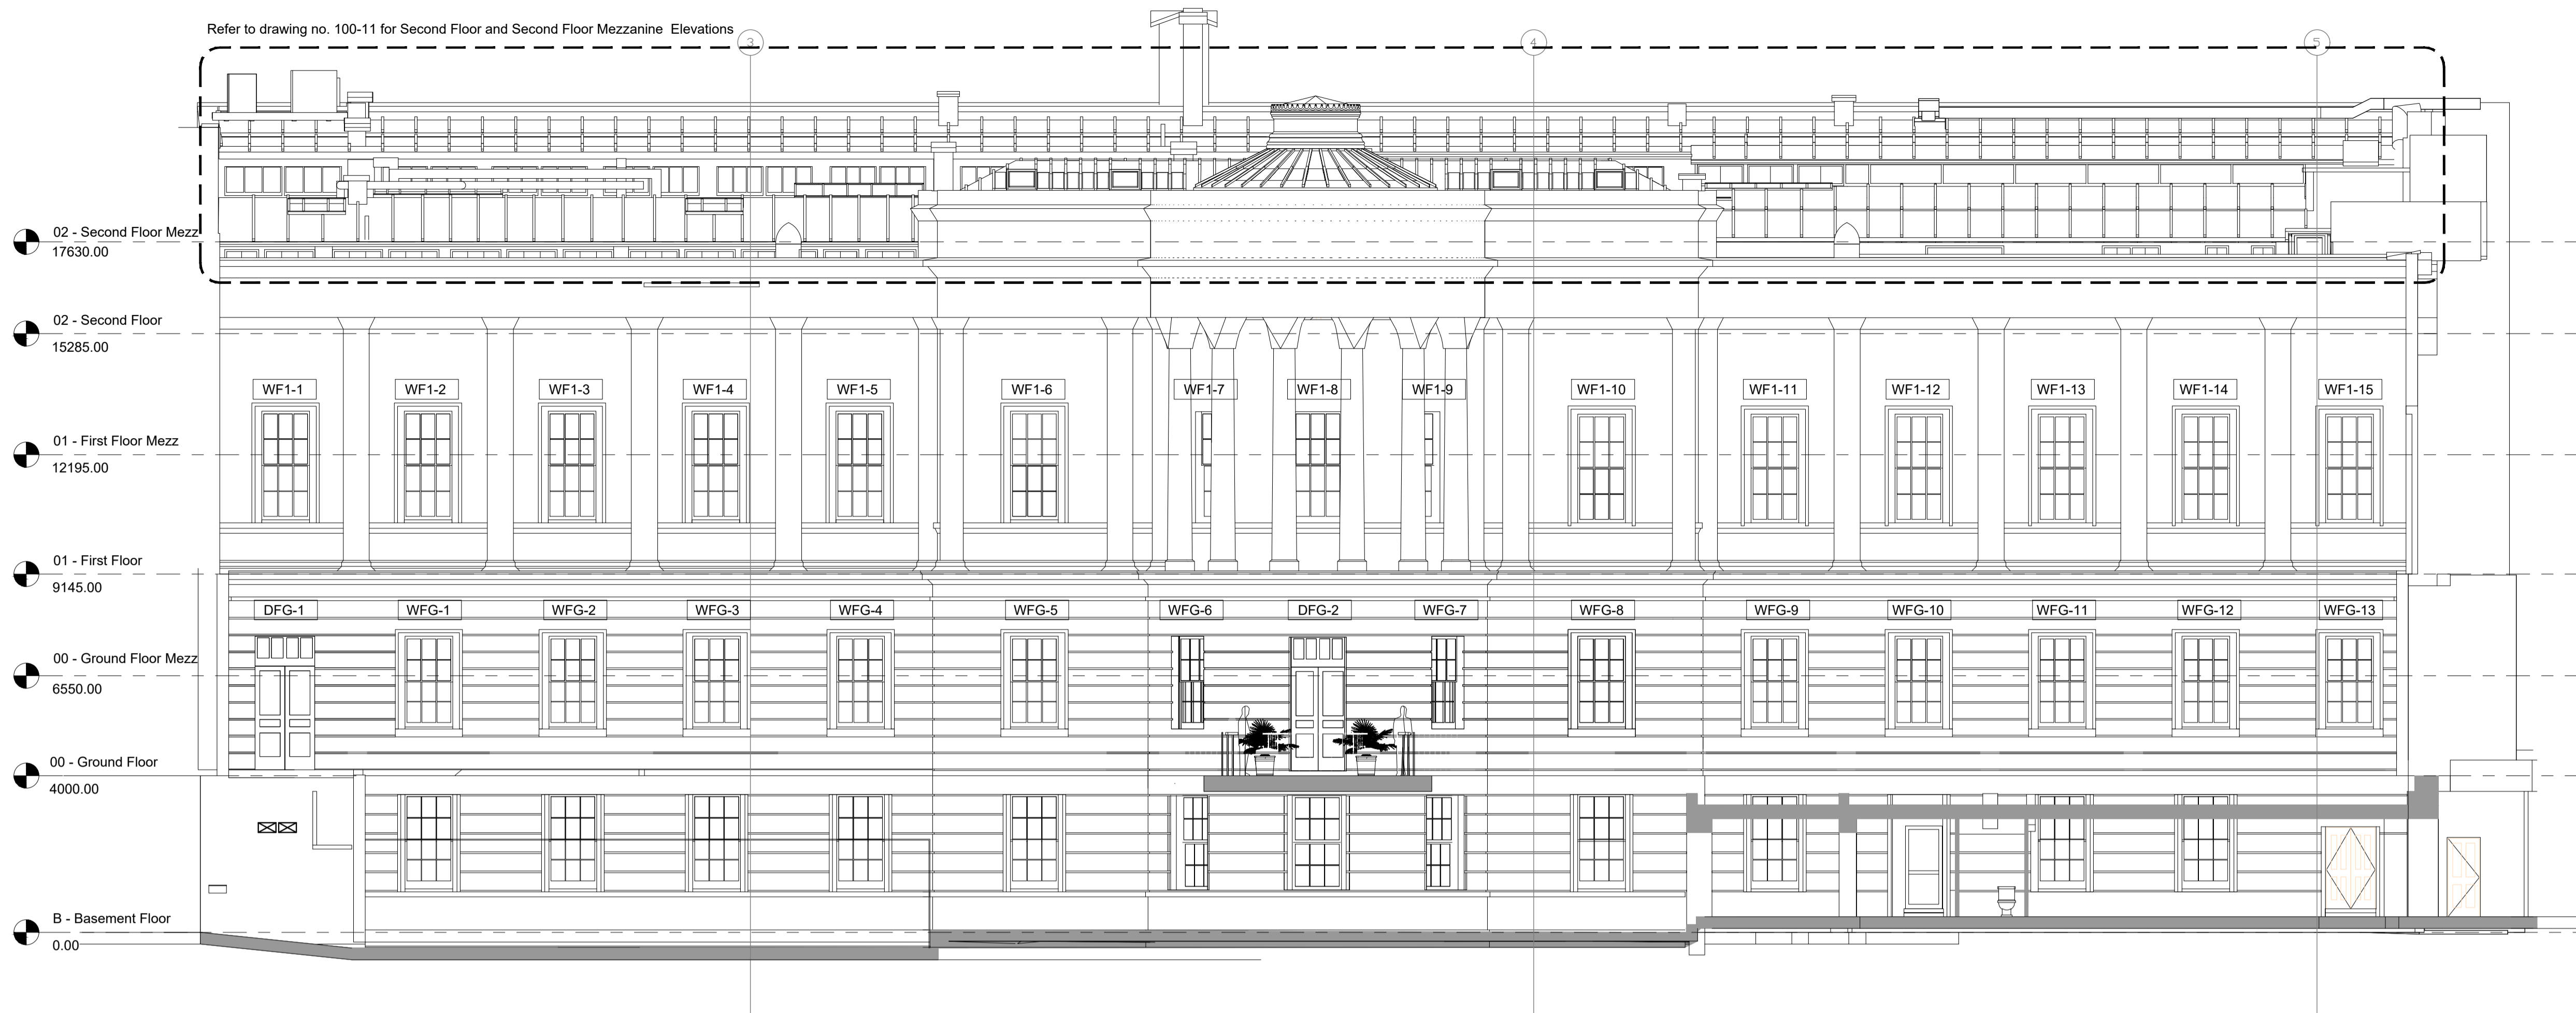 Refer to drawing no. 100-11 for Second Floor and Second Floor Mezzanine Elevations
3
4
5
02 - Second Floor Mezz
17630.00
02 - Second Floor
15285.00
WF1-1
WF1-2
WF1-3
WF1-4
WF1-5
WF1-6
WF1-7
WF1-8
WF1-9
WF1-10
WF1-11
WF1-12
WF1-13
WF1-14
WF1-15
01 - First Floor Mezz
12195.00
01 - First Floor
9145.00
DFG-1
WFG-1
WFG-2
WFG-3
WFG-4
WFG-5
WFG-6
DFG-2
WFG-7
WFG-8
WFG-9
WFG-10
WFG-11
WFG-12
WFG-13
00 - Ground Floor Mezz
6550.00
00 - Ground Floor
4000.00
B - Basement Floor
0.00